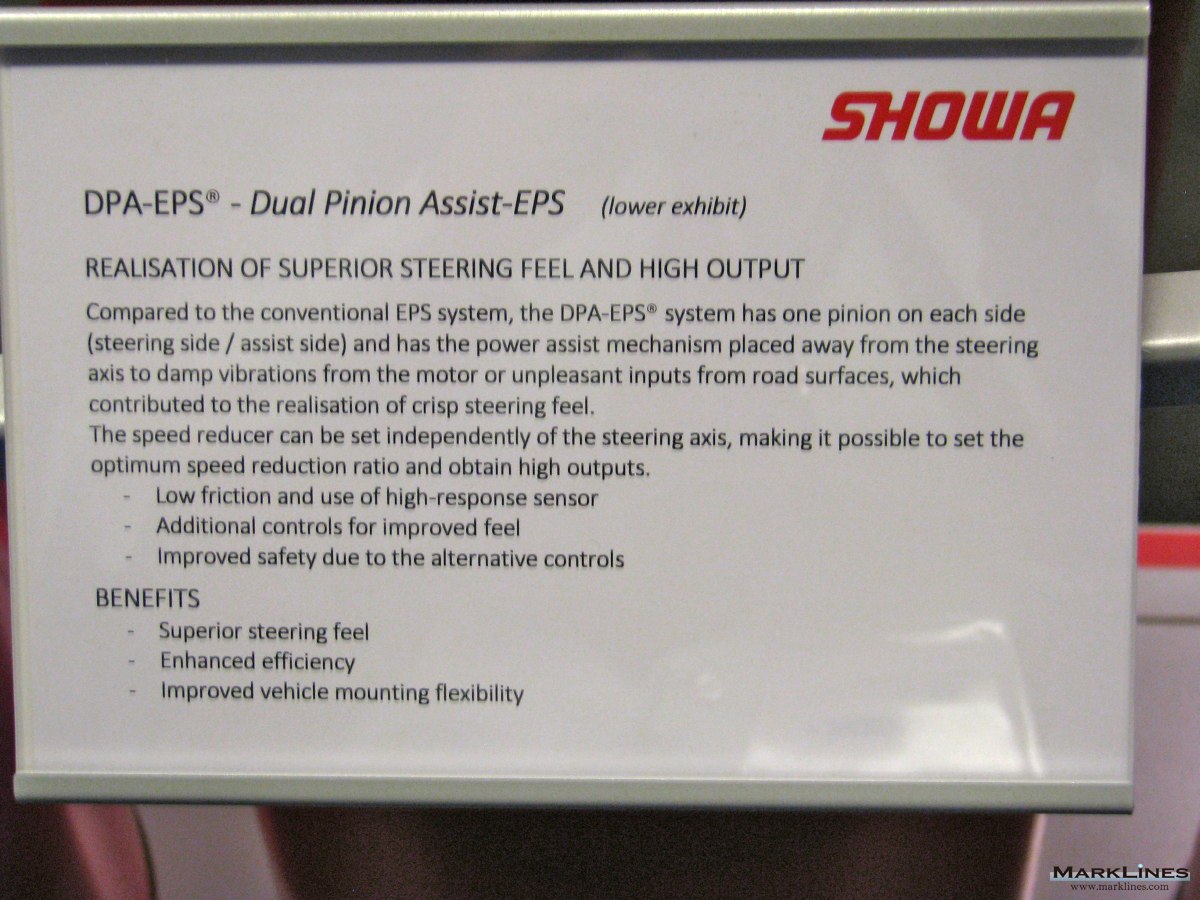 SHOWA
DPA-EPS® - Dual Pinion Assist-EPS (lower exhibit)
REALISATION OF SUPERIOR STEERING FEEL AND HIGH OUTPUT
Compared to the conventional EPS system, the DPA-EPS® system has one pinion on each side
(steering side / assist side) and has the power assist mechanism placed away from the steering
axis to damp vibrations from the motor or unpleasant inputs from road surfaces, which
contributed to the realisation of crisp steering feel.
The speed reducer can be set independently of the steering axis, making it possible to set the
optimum speed reduction ratio and obtain high outputs.
- Low friction and use of high-response sensor
- Additional controls for improved feel
- Improved safety due to the alternative controls
BENEFITS
- Superior steering feel
- Enhanced efficiency
- Improved vehicle mounting flexibility
MARKLINES
www.marklines.com